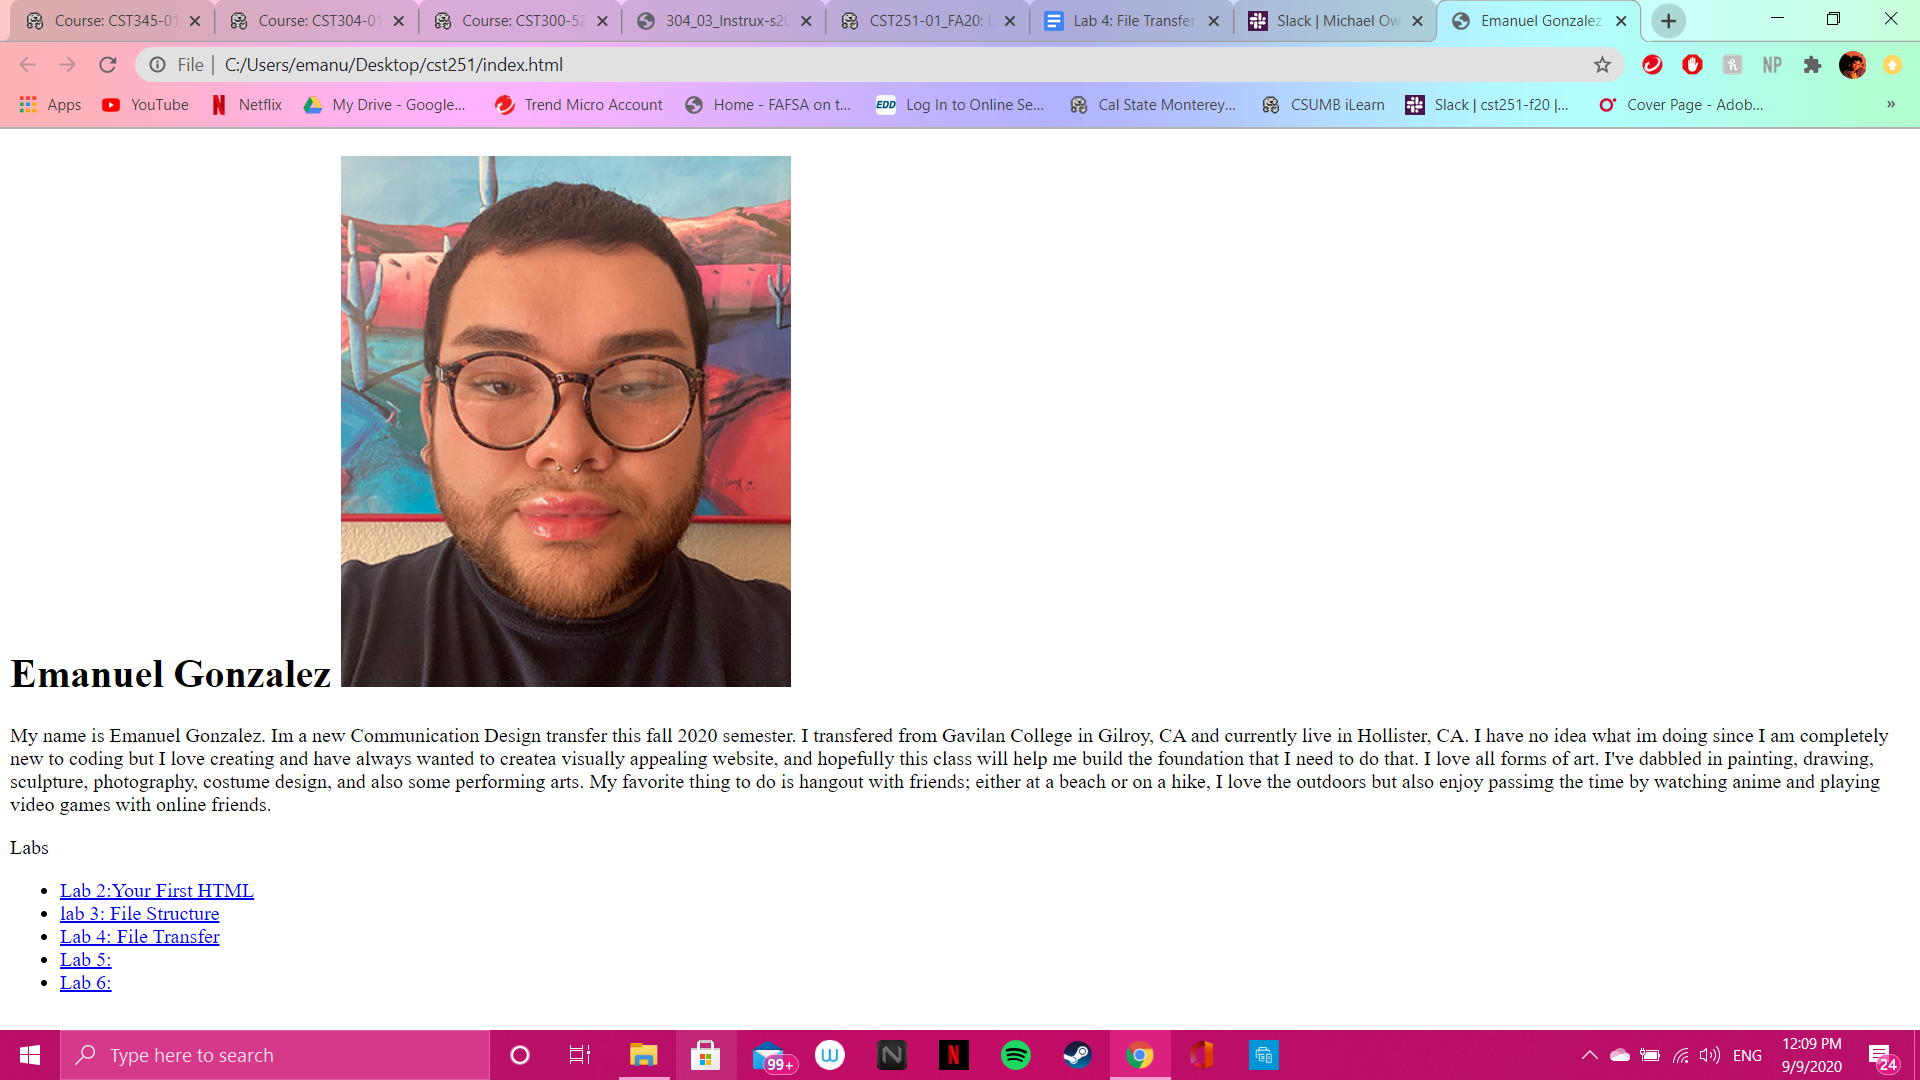 Course: CST345-01
Course: CST304-01
Course: CST300-52
304_03_Instrux-s20
CST251-01_FA20: L
Lab 4: File Transfer
Slack | Michael Ow
Emanuel Gonzalez
File | C:/Users/emanu/Desktop/cst251/index.html
NP
Apps
YouTube
Netflix
My Drive - Google...
Trend Micro Account
Home - FAFSA on t...
EDD
Log In to Online Se...
Cal State Monterey...
CSUMB iLearn
Slack | cst251-f20 |...
Cover Page - Adob...
»
Emanuel Gonzalez
My name is Emanuel Gonzalez. Im a new Communication Design transfer this fall 2020 semester. I transfered from Gavilan College in Gilroy, CA and currently live in Hollister, CA. I have no idea what im doing since I am completely
new to coding but I love creating and have always wanted to createa visually appealing website, and hopefully this class will help me build the foundation that I need to do that. I love all forms of art. I've dabbled in painting, drawing,
sculpture, photography, costume design, and also some performing arts. My favorite thing to do is hangout with friends; either at a beach or on a hike, I love the outdoors but also enjoy passimg the time by watching anime and playing
video games with online friends.
Labs
Lab 2:Your First HTML
lab 3: File Structure
Lab 4: File Transfer
Lab 5:
Lab 6:
Type here to search
99+
ENG
12:09 PM
9/9/2020
24